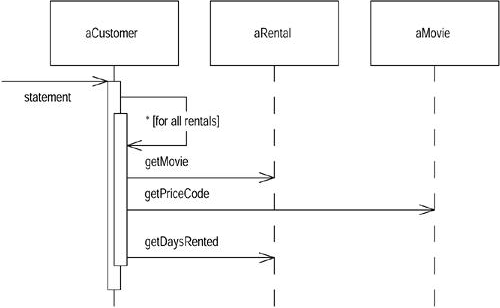 aCustomer
aRental
aMovie
statement
* [for all rentals]
getMovie
getPriceCode
getDaysRented